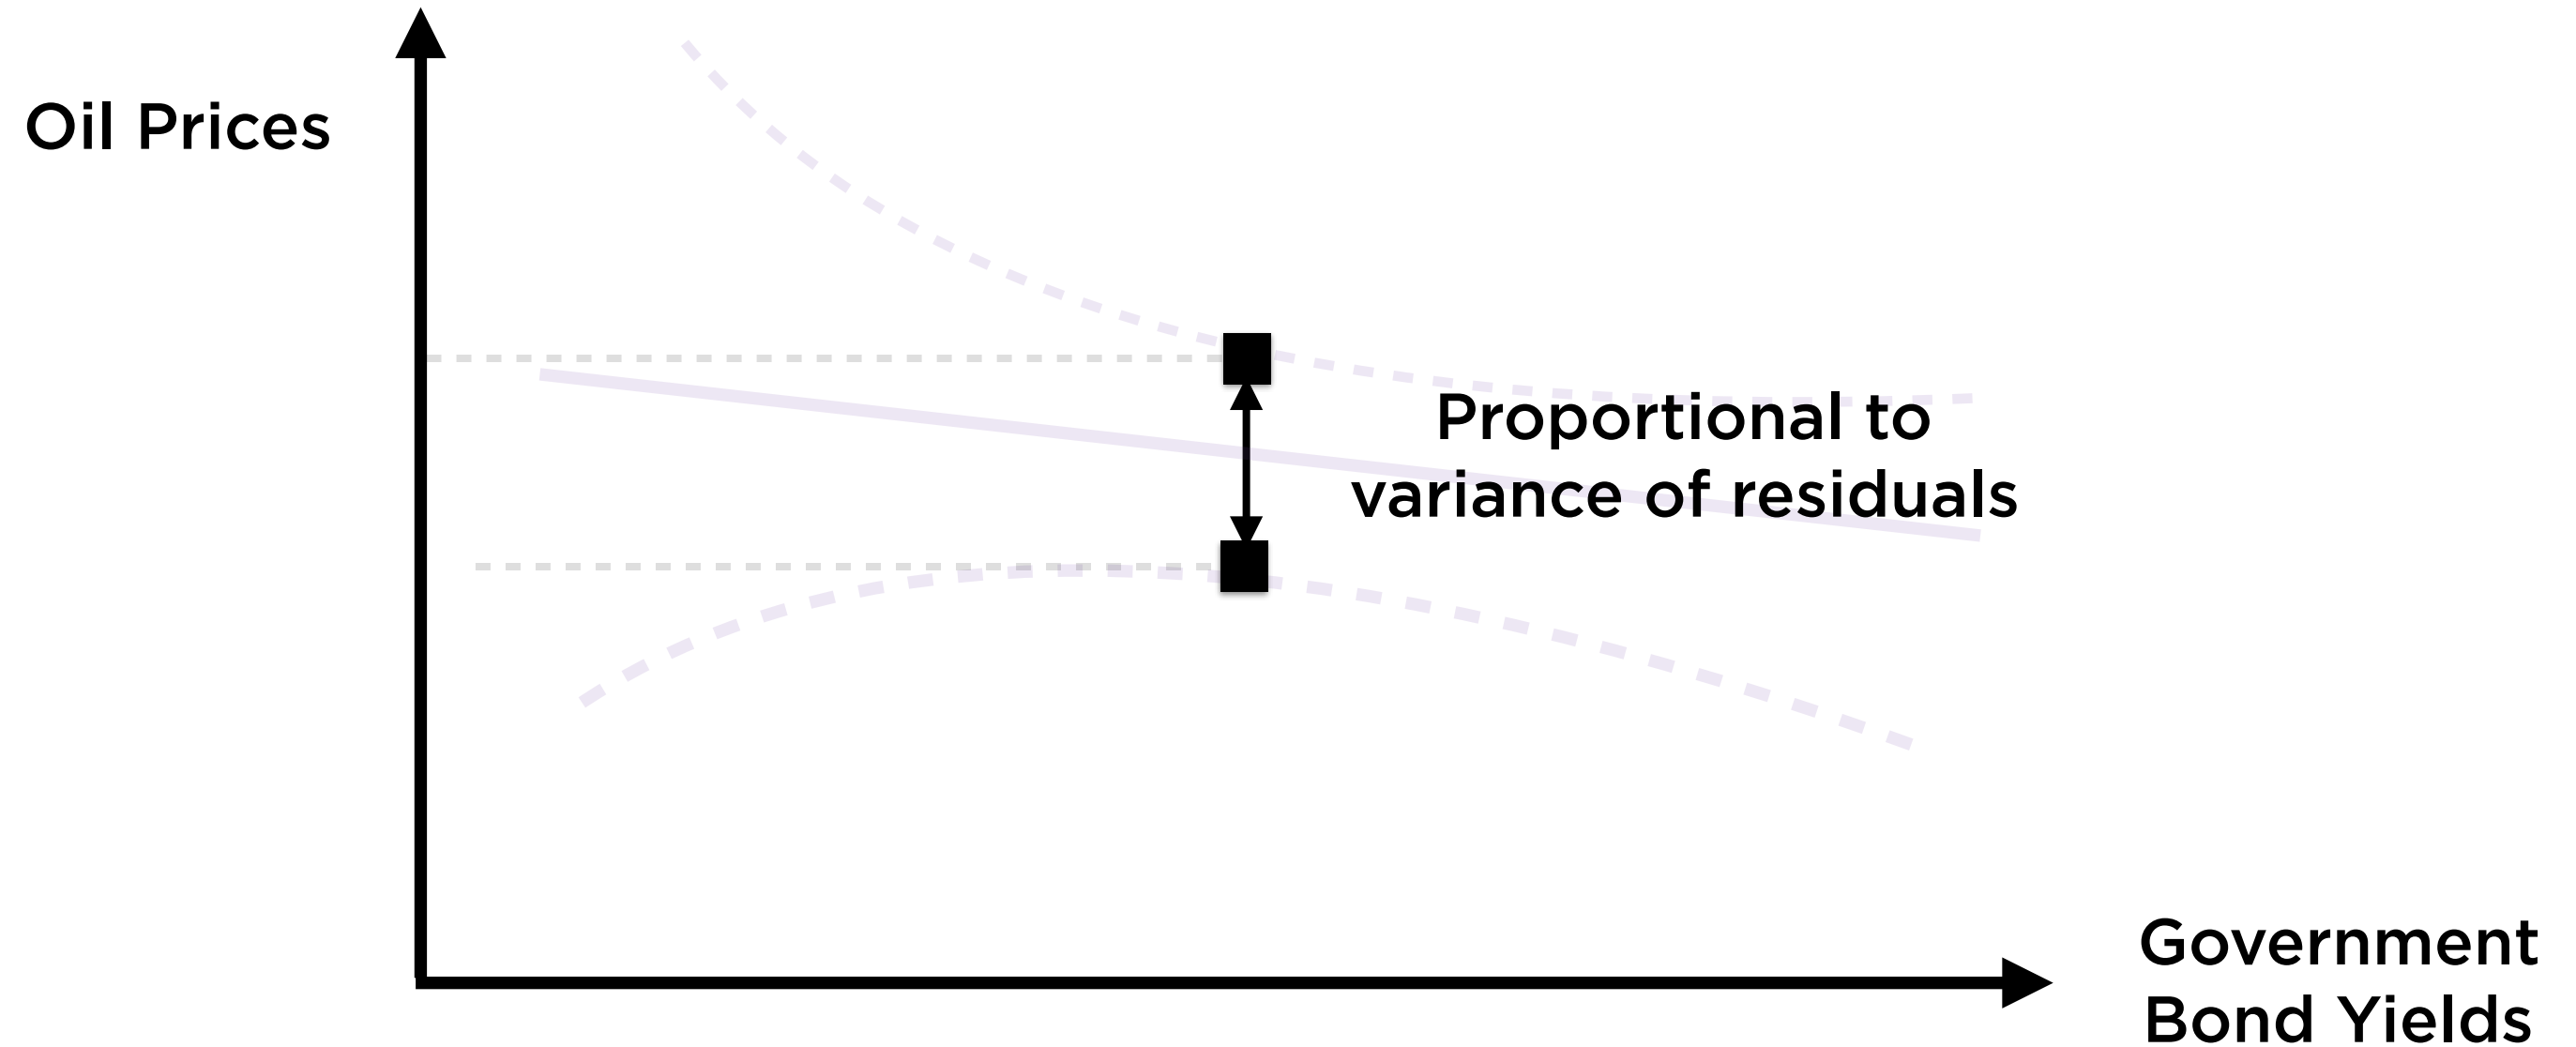 Oil Prices
Proportional to
variance of residuals
Government
Bond Yields